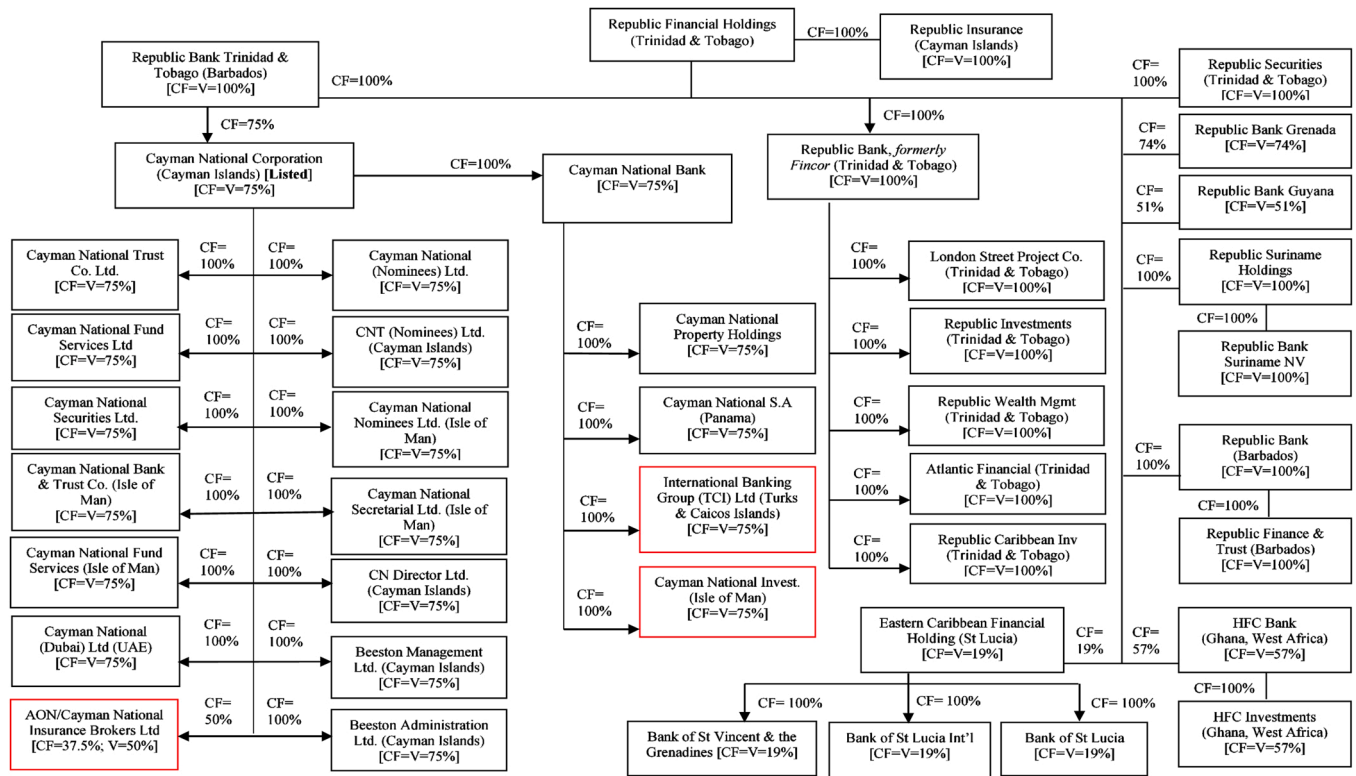 Republic Financial Holdings
(Trinidad & Tobago)
CF=100%
Republic Insurance
(Cayman Islands)
[CF=V=100%]
Republic Bank Trinidad &
Tobago (Barbados)
[CF=V=100%]
CF=100%
CF=
100%
Republic Securities
(Trinidad & Tobago)
[CF=V=100%]
CF=75%
CF=100%
CF=
74%
Republic Bank Grenada
[CF=V=74%]
Cayman National Corporation
(Cayman Islands) [Listed]
[CF=V=75%]
CF=100%
Cayman National Bank
[CF=V=75%]
Republic Bank, formerly
Fincor (Trinidad & Tobago)
[CF=V=100%]
CF=
51%
Republic Bank Guyana
[CF=V=51%]
Cayman National Trust
Co. Ltd.
[CF=V=75%]
CF=
100%
CF=
100%
Cayman National
(Nominees) Ltd.
[CF=V=75%]
Cayman National Fund
Services Ltd
[CF=V=75%]
CF=
100%
CF=
100%
CNT (Nominees) Ltd.
(Cayman Islands)
[CF=V=75%]
Cayman National
Securities Ltd.
[CF=V=75%]
CF=
100%
CF=
100%
Cayman National
Nominees Ltd. (Isle of
Man)
[CF=V=75%]
Cayman National Bank
& Trust Co. (Isle of
Man)
[CF=V=75%]
CF=
100%
CF=
100%
Cayman National
Secretarial Ltd. (Isle of
Man)
[CF=V=75%]
Cayman National Fund
Services (Isle of Man)
[CF=V=75%]
CF=
100%
CF=
100%
CN Director Ltd.
(Cayman Islands)
[CF=V=75%]
Cayman National
(Dubai) Ltd (UAE)
[CF=V=75%]
CF=
100%
CF=
100%
Beeston Management
Ltd. (Cayman Islands)
[CF=V=75%]
AON/Cayman National
Insurance Brokers Ltd
[CF=37.5%; V=50%]
CF=
50%
CF=
100%
Beeston Administration
Ltd. (Cayman Islands)
[CF=V=75%]
CF=
100%
Cayman National
Property Holdings
[CF=V=75%]
CF=
100%
Cayman National S.A
(Panama)
[CF=V=75%]
CF=
100%
International Banking
Group (TCI) Ltd (Turks
& Caicos Islands)
[CF=V=75%]
CF=
100%
Cayman National Invest.
(Isle of Man)
[CF=V=75%]
CF=
100%
London Street Project Co.
(Trinidad & Tobago)
[CF=V=100%]
CF=
100%
Republic Investments
(Trinidad & Tobago)
[CF=V=100%]
CF=
100%
Republic Wealth Mgmt
(Trinidad & Tobago)
[CF=V=100%]
CF=
100%
Atlantic Financial (Trinidad
& Tobago)
[CF=V=100%]
CF=
100%
Republic Caribbean Inv
(Trinidad & Tobago)
[CF=V=100%]
CF=
100%
Republic Suriname
Holdings
[CF=V=100%]
CF=100%
Republic Bank
Suriname NV
[CF=V=100%]
CF=
100%
Republic Bank
(Barbados)
[CF=V=100%]
CF=100%
Republic Finance
& Trust (Barbados)
[CF=V=100%]
Eastern Caribbean Financial
Holding (St Lucia)
[CF=V=19%]
CF=
19%
CF=
57%
HFC Bank
(Ghana, West Africa)
[CF=V=57%]
CF=100%
HFC Investments
(Ghana, West Africa)
[CF=V=57%]
CF= 100%
CF= 100%
CF= 100%
Bank of St Vincent & the
Grenadines [CF=V=19%]
Bank of St Lucia Int'l
[CF=V=19%]
Bank of St Lucia
[CF=V=19%]